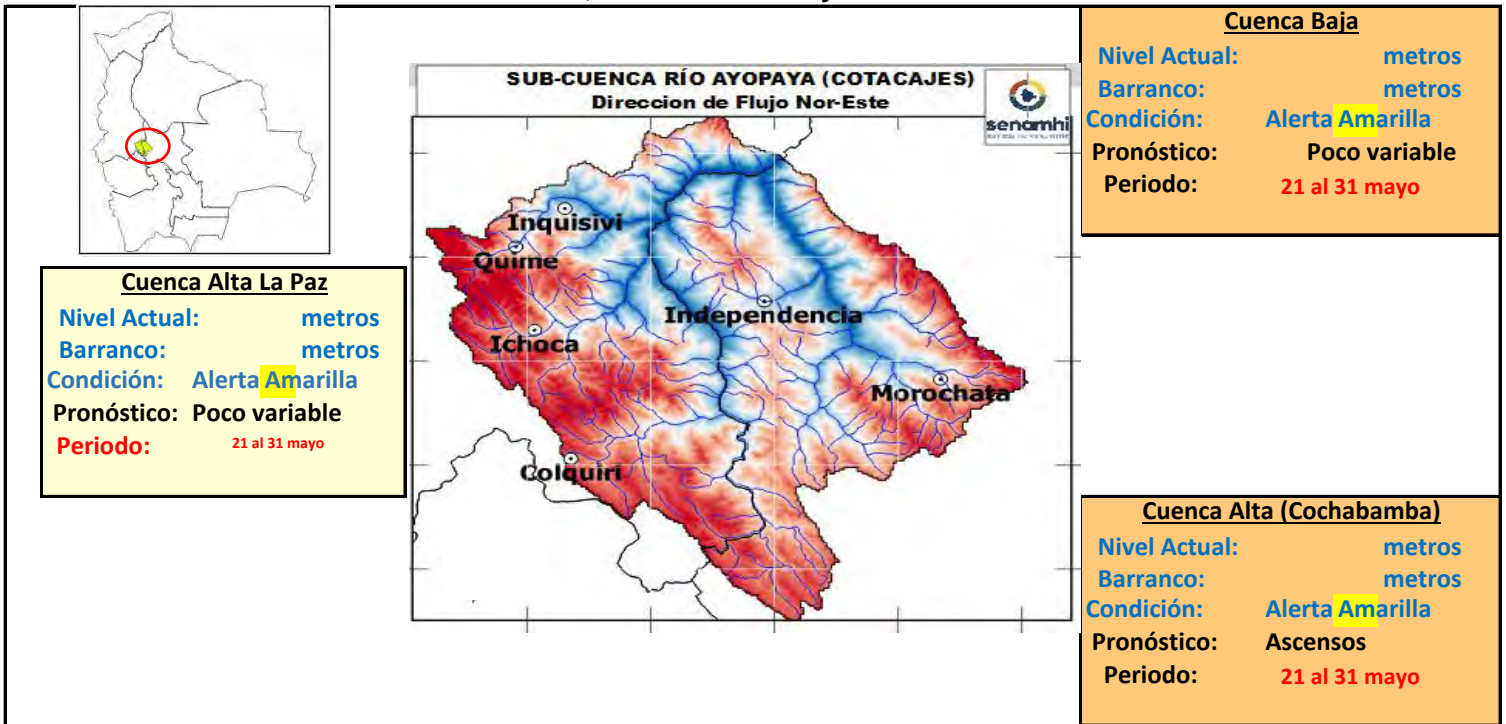 Cuenca Baja
Nivel Actual: metros
Barranco: metros
Condición: Alerta Amarilla
Pronóstico: Poco variable
Periodo: 21 al 31 mayo
SUB-CUENCA RÍO AYOPAYA (COTACAJES)
Direccion de Flujo Nor-Este
senamhi
Inquisivi
Quime
Independencia
Ichoca
Morochata
Colquiri
Cuenca Alta La Paz
Nivel Actual: metros
Barranco: metros
Condición: Alerta Amarilla
Pronóstico: Poco variable
Periodo: 21 al 31 mayo
Cuenca Alta (Cochabamba)
Nivel Actual: metros
Barranco: metros
Condición: Alerta Amarilla
Pronóstico: Ascensos
Periodo: 21 al 31 mayo